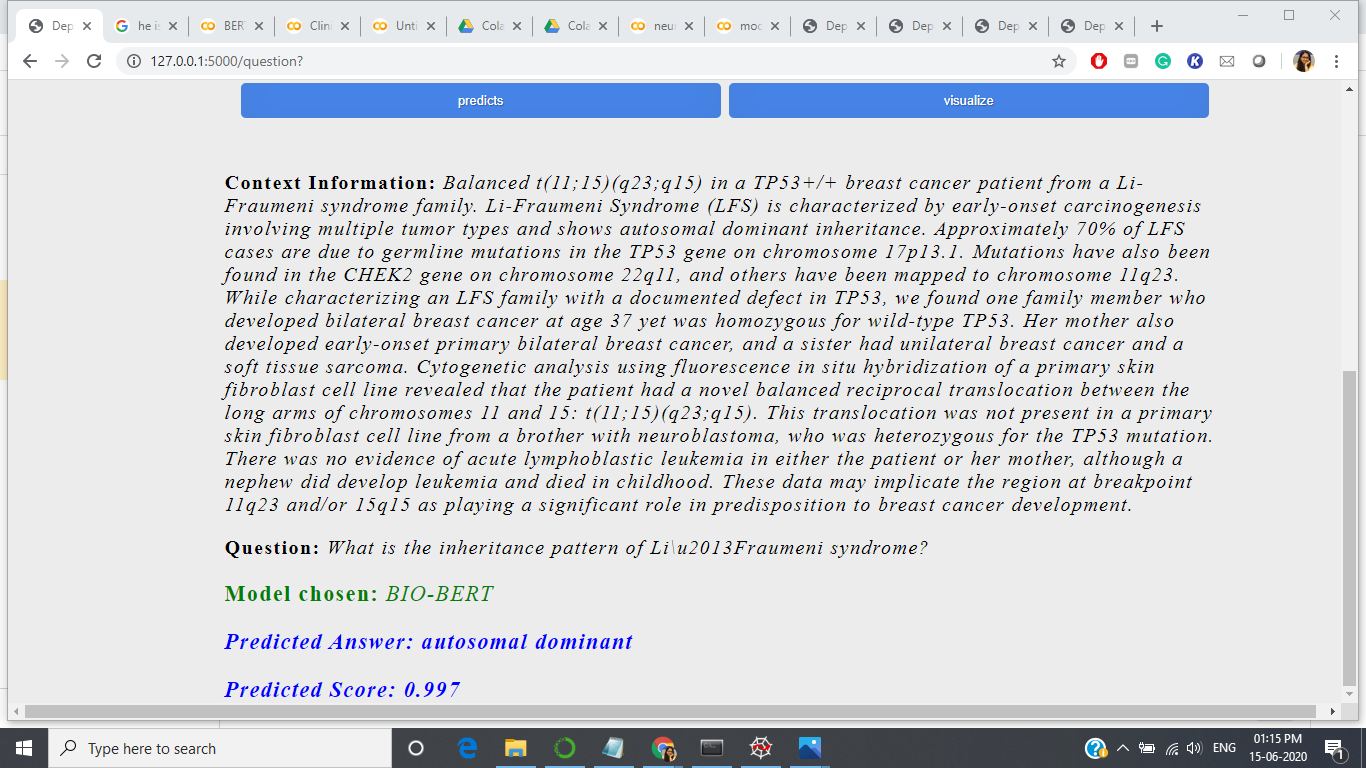 Dep
he is
BER
Clin
Unti
Cola
Cola
neur
moc
Dep
Dep
Dep
Dep
127.0.0.1:5000/question?
predicts
visualize
Context Information: Balanced t(11;15)(q23;q15) in a TP53+/+ breast cancer patient from a Li-
Fraumeni syndrome family. Li-Fraumeni Syndrome (LFS) is characterized by early-onset carcinogenesis
involving multiple tumor types and shows autosomal dominant inheritance. Approximately 70% of LFS
cases are due to germline mutations in the TP53 gene on chromosome 17p13.1. Mutations have also been
found in the CHEK2 gene on chromosome 22q11, and others have been mapped to chromosome 11q23.
While characterizing an LFS family with a documented defect in TP53, we found one family member who
developed bilateral breast cancer at age 37 yet was homozygous for wild-type TP53. Her mother also
developed early-onset primary bilateral breast cancer, and a sister had unilateral breast cancer and a
soft tissue sarcoma. Cytogenetic analysis using fluorescence in situ hybridization of a primary skin
fibroblast cell line revealed that the patient had a novel balanced reciprocal translocation between the
long arms of chromosomes 11 and 15: t(11;15)(q23;q15). This translocation was not present in a primary
skin fibroblast cell line from a brother with neuroblastoma, who was heterozygous for the TP53 mutation.
There was no evidence of acute lymphoblastic leukemia in either the patient or her mother, although a
nephew did develop leukemia and died in childhood. These data may implicate the region at breakpoint
11q23 and/or 15q15 as playing a significant role in predisposition to breast cancer development.
Question: What is the inheritance pattern of Li\u2013Fraumeni syndrome?
Model chosen: BIO-BERT
Predicted Answer: autosomal dominant
Predicted Score: 0.997
Type here to search
ENG
01:15 PM
15-06-2020
1